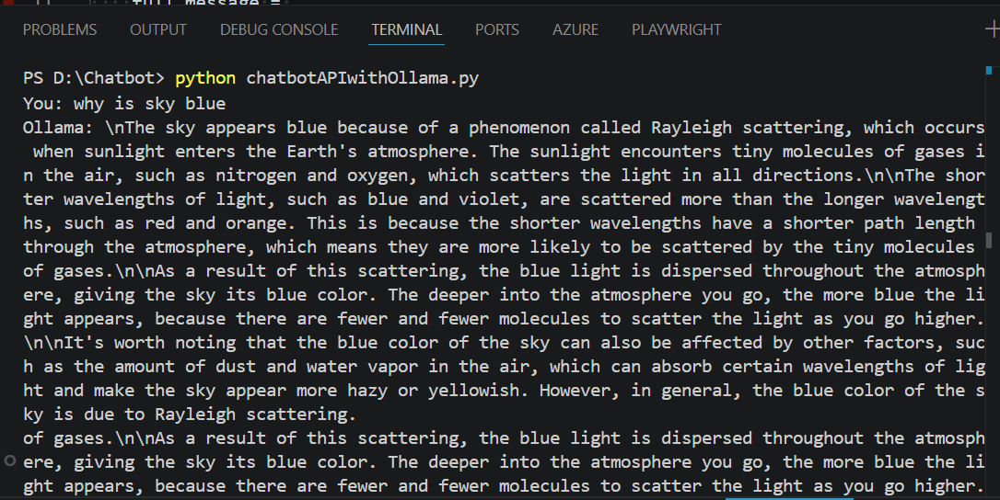 full_message =
PROBLEMS OUTPUT DEBUG CONSOLE TERMINAL PORTS AZURE PLAYWRIGHT
PS D:\Chatbot> python chatbotAPIwithOllama.py
You: why is sky blue
Ollama: \nThe sky appears blue because of a phenomenon called Rayleigh scattering, which occurs
when sunlight enters the Earth's atmosphere. The sunlight encounters tiny molecules of gases i
n the air, such as nitrogen and oxygen, which scatters the light in all directions.\n\nThe shor
ter wavelengths of light, such as blue and violet, are scattered more than the longer wavelengt
hs, such as red and orange. This is because the shorter wavelengths have a shorter path length
through the atmosphere, which means they are more likely to be scattered by the tiny molecules
of gases.\n\nAs a result of this scattering, the blue light is dispersed throughout the atmosph
ere, giving the sky its blue color. The deeper into the atmosphere you go, the more blue the li
ght appears, because there are fewer and fewer molecules to scatter the light as you go higher.
\n\nIt's worth noting that the blue color of the sky can also be affected by other factors, suc
h as the amount of dust and water vapor in the air, which can absorb certain wavelengths of lig
ht and make the sky appear more hazy or yellowish. However, in general, the blue color of the s
ky is due to Rayleigh scattering.
of gases.\n\nAs a result of this scattering, the blue light is dispersed throughout the atmosph
ere, giving the sky its blue color. The deeper into the atmosphere you go, the more blue the li
ght appears, because there are fewer and fewer molecules to scatter the light as you go higher.